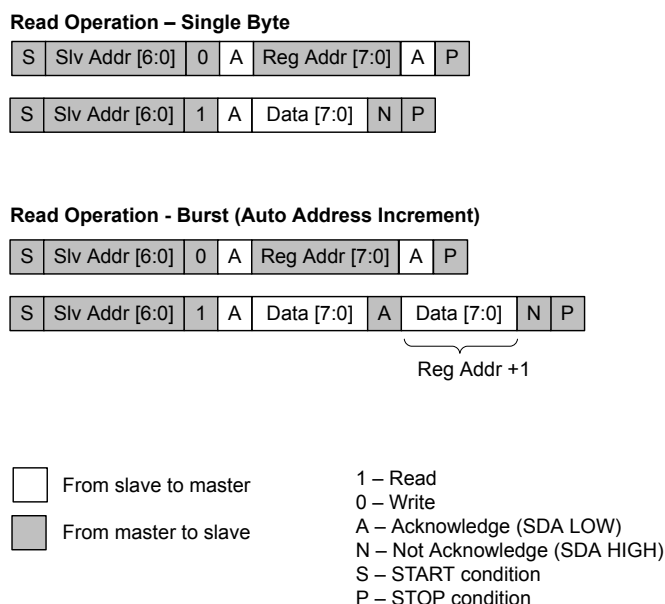 Read Operation – Single Byte
S Slv Addr [6:0] 0 A Reg Addr [7:0] A P
S Slv Addr [6:0] 1 A Data [7:0] N P
Read Operation - Burst (Auto Address Increment)
S Slv Addr [6:0] 0 A Reg Addr [7:0] A P
S Slv Addr [6:0] 1 A Data [7:0] A Data [7:0] N P
Reg Addr +1
From slave to master
From master to slave
1 – Read
0 – Write
A – Acknowledge (SDA LOW)
N – Not Acknowledge (SDA HIGH)
S – START condition
P – STOP condition